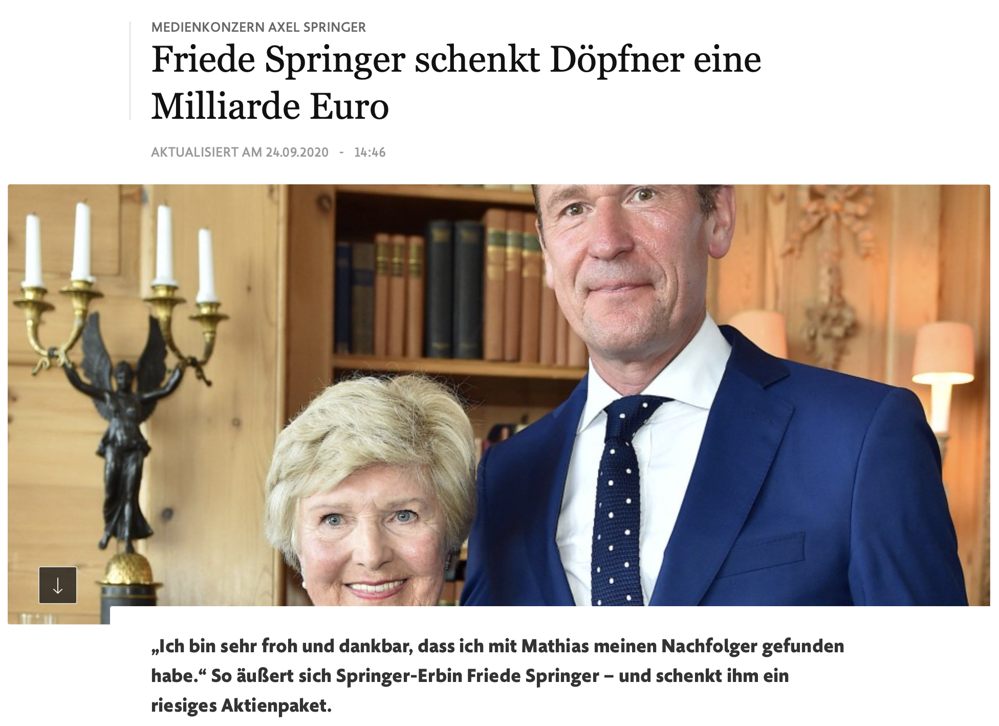 MEDIENKONZERN AXEL SPRINGER
Friede Springer schenkt Döpfner eine
Milliarde Euro
AKTUALISIERT AM 24.09.2020 - 14:46
„Ich bin sehr froh und dankbar, dass ich mit Mathias meinen Nachfolger gefunden
habe.“ So äußert sich Springer-Erbin Friede Springer – und schenkt ihm ein
riesiges Aktienpaket.